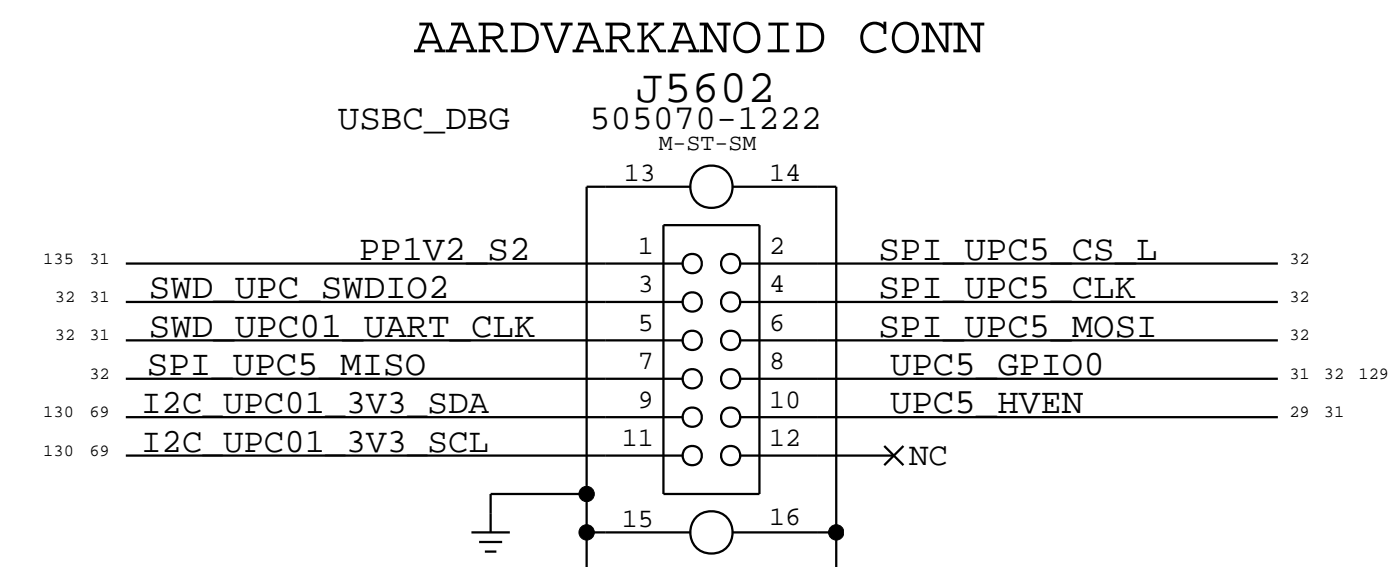 AARDVARKANOID CONN
J5602
USBC_DBG 505070-1222
M-ST-SM
13 14
135 31 PP1V2_S2 1 2 SPI_UPC5_CS_L 32
32 31 SWD_UPC_SWDIO2 3 4 SPI_UPC5_CLK 32
32 31 SWD_UPC01_UART_CLK 5 6 SPI_UPC5_MOSI 32
32 SPI_UPC5_MISO 7 8 UPC5_GPIO0 31 32 129
130 69 I2C_UPC01_3V3_SDA 9 10 UPC5_HVEN 29 31
130 69 I2C_UPC01_3V3_SCL 11 12 NC
15 16